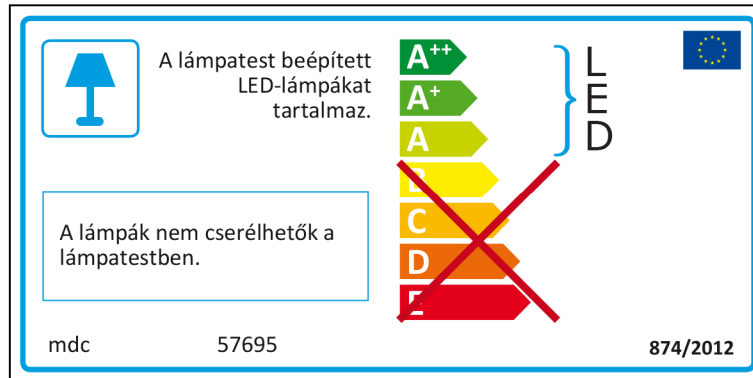 A lámpatest beépített
LED-lámpákat
tartalmaz.
A++
A+
A
B
C
D
E
L
E
D
A lámpák nem cserélhetők a
lámpatestben.
mdc 57695
874/2012